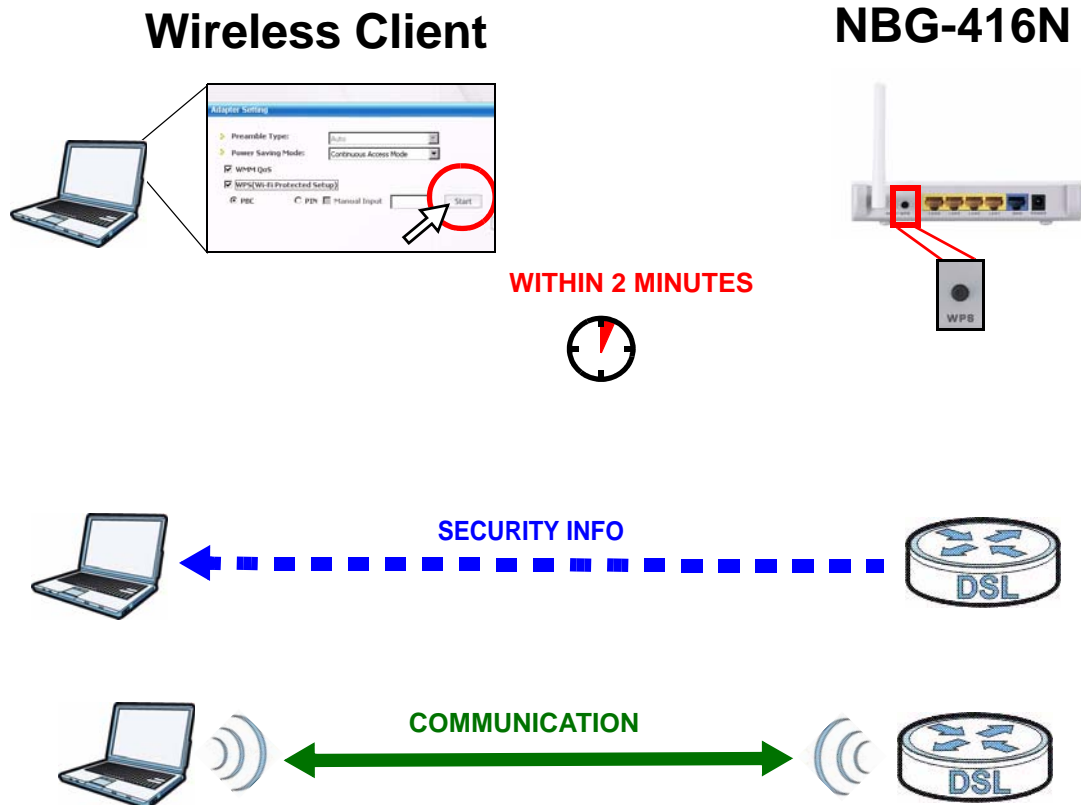 Wireless Client
NBG-416N
Adapter Setting
Preamble Type:
Auto
Power Saving Mode:
Continuous Access Mode
WMM QoS
WPS(Wi-Fi Protected Setup)
PBC
PIN
Manual Input
Start
WITHIN 2 MINUTES
WPS
SECURITY INFO
DSL
COMMUNICATION
DSL